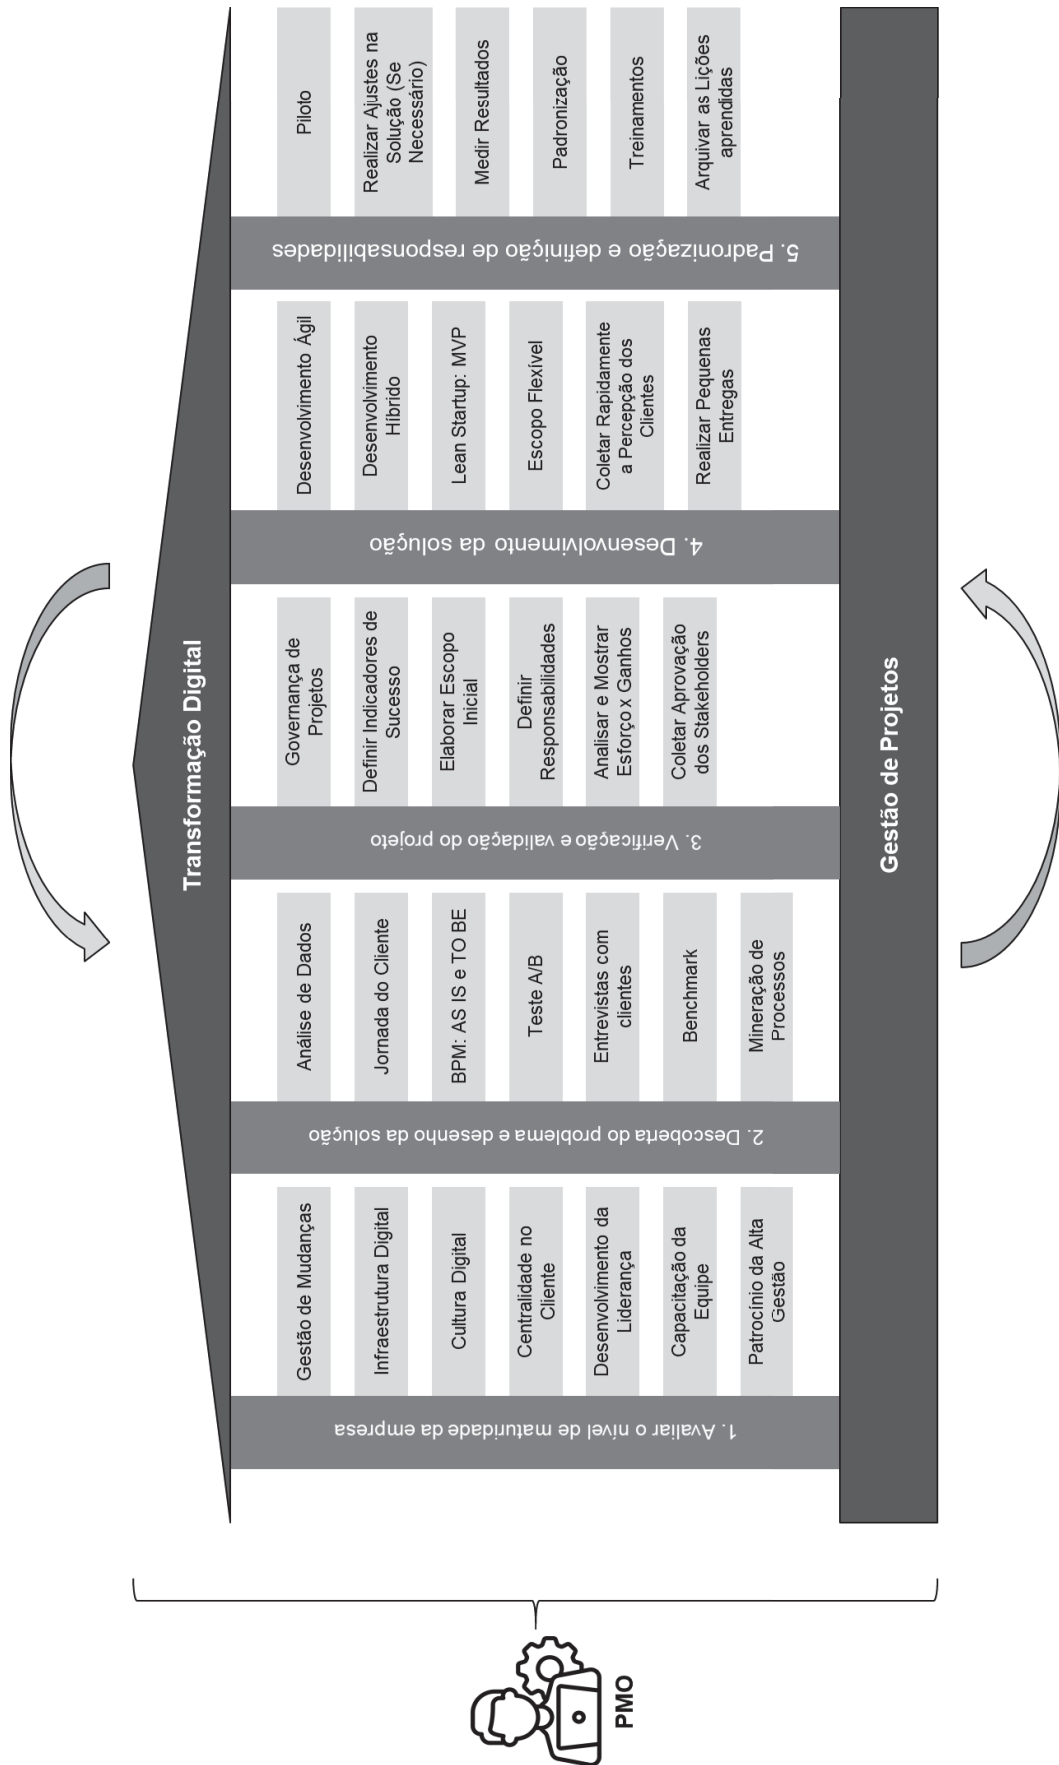 PMO
Transformação Digital
1. Avaliar o nível de maturidade da empresa
Gestão de Mudanças
Infraestrutura Digital
Cultura Digital
Centralidade no
Cliente
Desenvolvimento da
Liderança
Capacitação da
Equipe
Patrocínio da Alta
Gestão
2. Descoberta do problema e desenho da solução
Análise de Dados
Jornada do Cliente
BPM: AS IS e TO BE
Teste A/B
Entrevistas com
clientes
Benchmark
Mineração de
Processos
3. Verificação e validação do projeto
Governança de
Projetos
Definir Indicadores de
Sucesso
Elaborar Escopo
Inicial
Definir
Responsabilidades
Analisar e Mostrar
Esforço x Ganhos
Coletar Aprovação
dos Stakeholders
4. Desenvolvimento da solução
Desenvolvimento Ágil
Desenvolvimento
Híbrido
Lean Startup: MVP
Escopo Flexível
Coletar Rapidamente
a Percepção dos
Clientes
Realizar Pequenas
Entregas
5. Padronização e definição de responsabilidades
Piloto
Realizar Ajustes na
Solução (Se
Necessário)
Medir Resultados
Padronização
Treinamentos
Arquivar as Lições
aprendidas
Gestão de Projetos